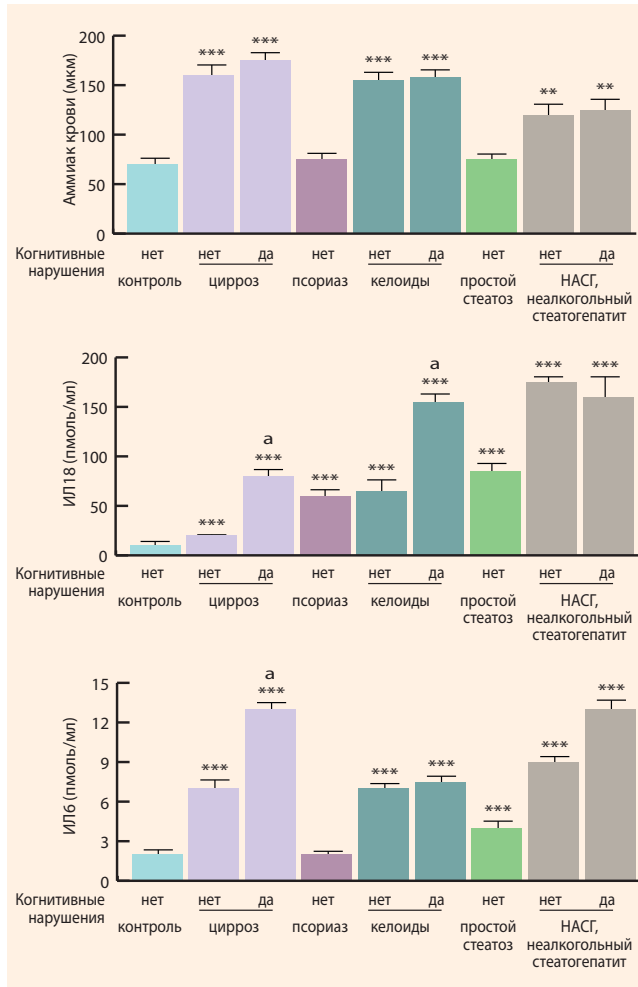 Аммиак крови (мкм)
200
150
100
50
0
*** *** *** *** ** **
Когнитивные нарушения
нет нет да нет нет да нет нет да
контроль цирроз псориаз келоиды простой стеатоз НАСГ, неалкогольный стеатогепатит
ИЛ18 (пмоль/мл)
200
150
100
50
0
а а
*** *** *** *** *** *** *** ***
Когнитивные нарушения
нет нет да нет нет да нет нет да
контроль цирроз псориаз келоиды простой стеатоз НАСГ, неалкогольный стеатогепатит
ИЛ6 (пмоль/мл)
15
12
9
6
3
0
а
*** *** *** *** *** *** ***
Когнитивные нарушения
нет нет да нет нет да нет нет да
контроль цирроз псориаз келоиды простой стеатоз НАСГ, неалкогольный стеатогепатит